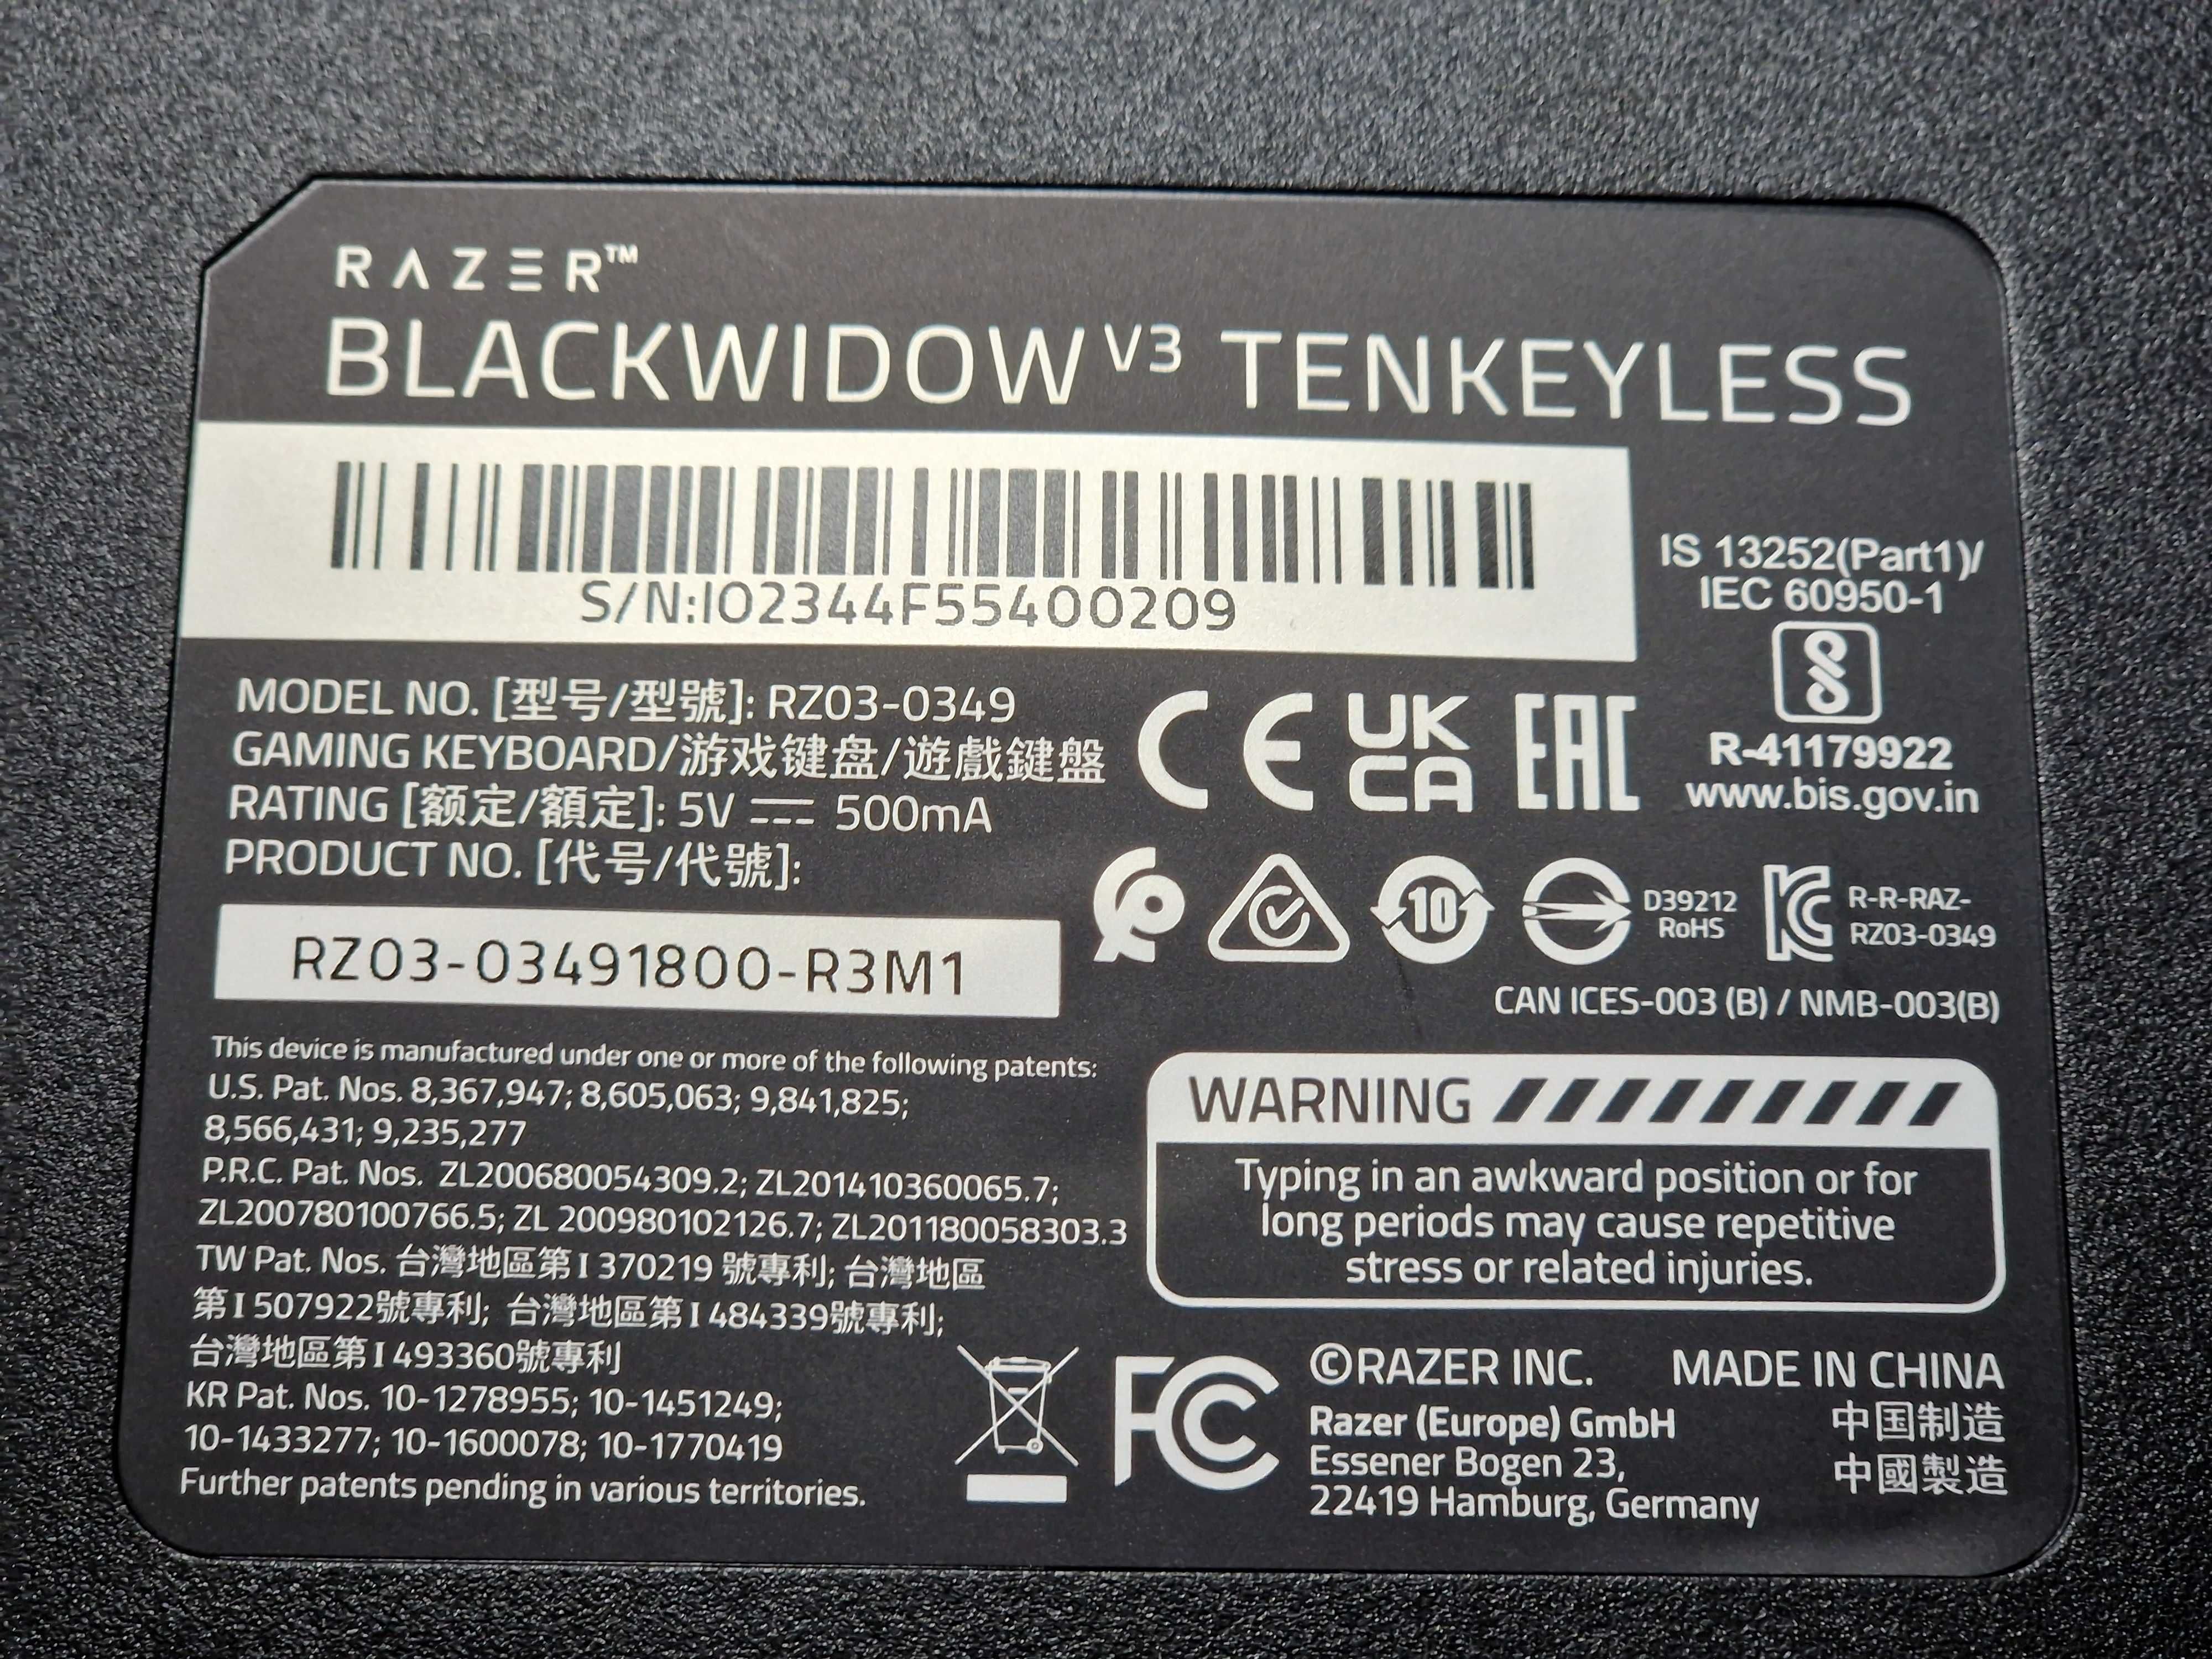 RAZER™
BLACKWIDOW V3 TENKEYLESS
S/N:IO2344F55400209
IS 13252(Part1)/
IEC 60950-1
R-41179922
www.bis.gov.in
MODEL NO. [型号/型號]: RZ03-0349
GAMING KEYBOARD/游戏键盘/遊戲鍵盤
RATING [额定/額定]: 5V ⎓ 500mA
PRODUCT NO. [代号/代號]:
RZ03-03491800-R3M1
CE
UK
CA
EAC
10
D39212
RoHS
R-R-RAZ-
RZ03-0349
CAN ICES-003 (B) / NMB-003(B)
This device is manufactured under one or more of the following patents:
U.S. Pat. Nos. 8,367,947; 8,605,063; 9,841,825;
8,566,431; 9,235,277
P.R.C. Pat. Nos. ZL200680054309.2; ZL201410360065.7;
ZL200780100766.5; ZL 200980102126.7; ZL201180058303.3
TW Pat. Nos. 台灣地區第 I 370219 號專利; 台灣地區
第 I 507922號專利; 台灣地區第 I 484339號專利;
台灣地區第 I 493360號專利
KR Pat. Nos. 10-1278955; 10-1451249;
10-1433277; 10-1600078; 10-1770419
Further patents pending in various territories.
WARNING
Typing in an awkward position or for
long periods may cause repetitive
stress or related injuries.
FC
©RAZER INC.
Razer (Europe) GmbH
Essener Bogen 23,
22419 Hamburg, Germany
MADE IN CHINA
中国制造
中國製造